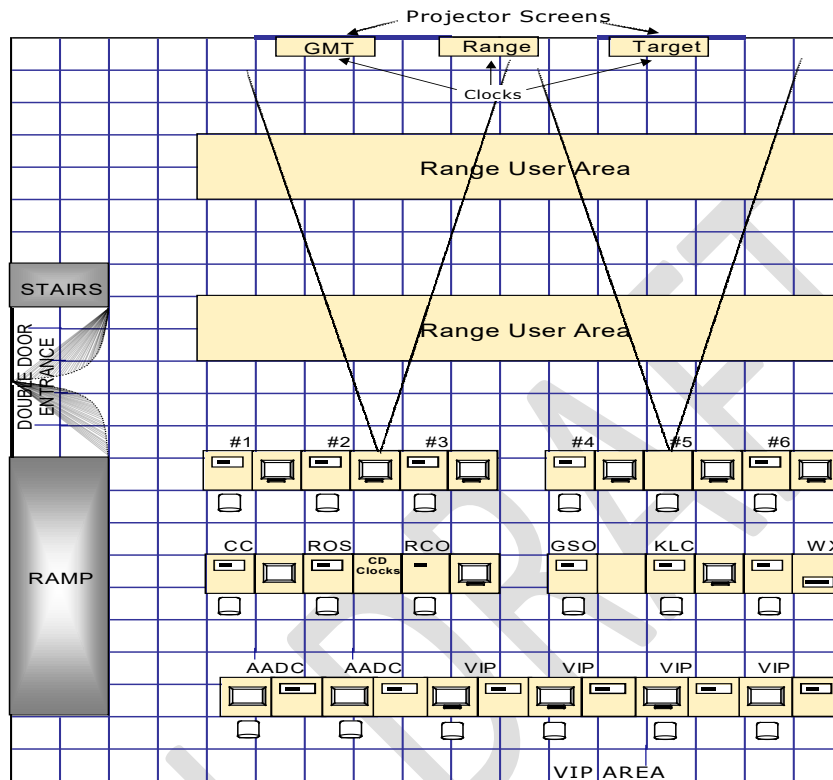 Projector Screens
GMT Range Target
Clocks
Range User Area
STAIRS
Range User Area
DOUBLE DOOR
ENTRANCE
#1 #2 #3 #4 #5 #6
CC ROS RCO GSO KLC WX
CD
Clocks
RAMP
AADC AADC VIP VIP VIP VIP
VIP AREA
DRAFT